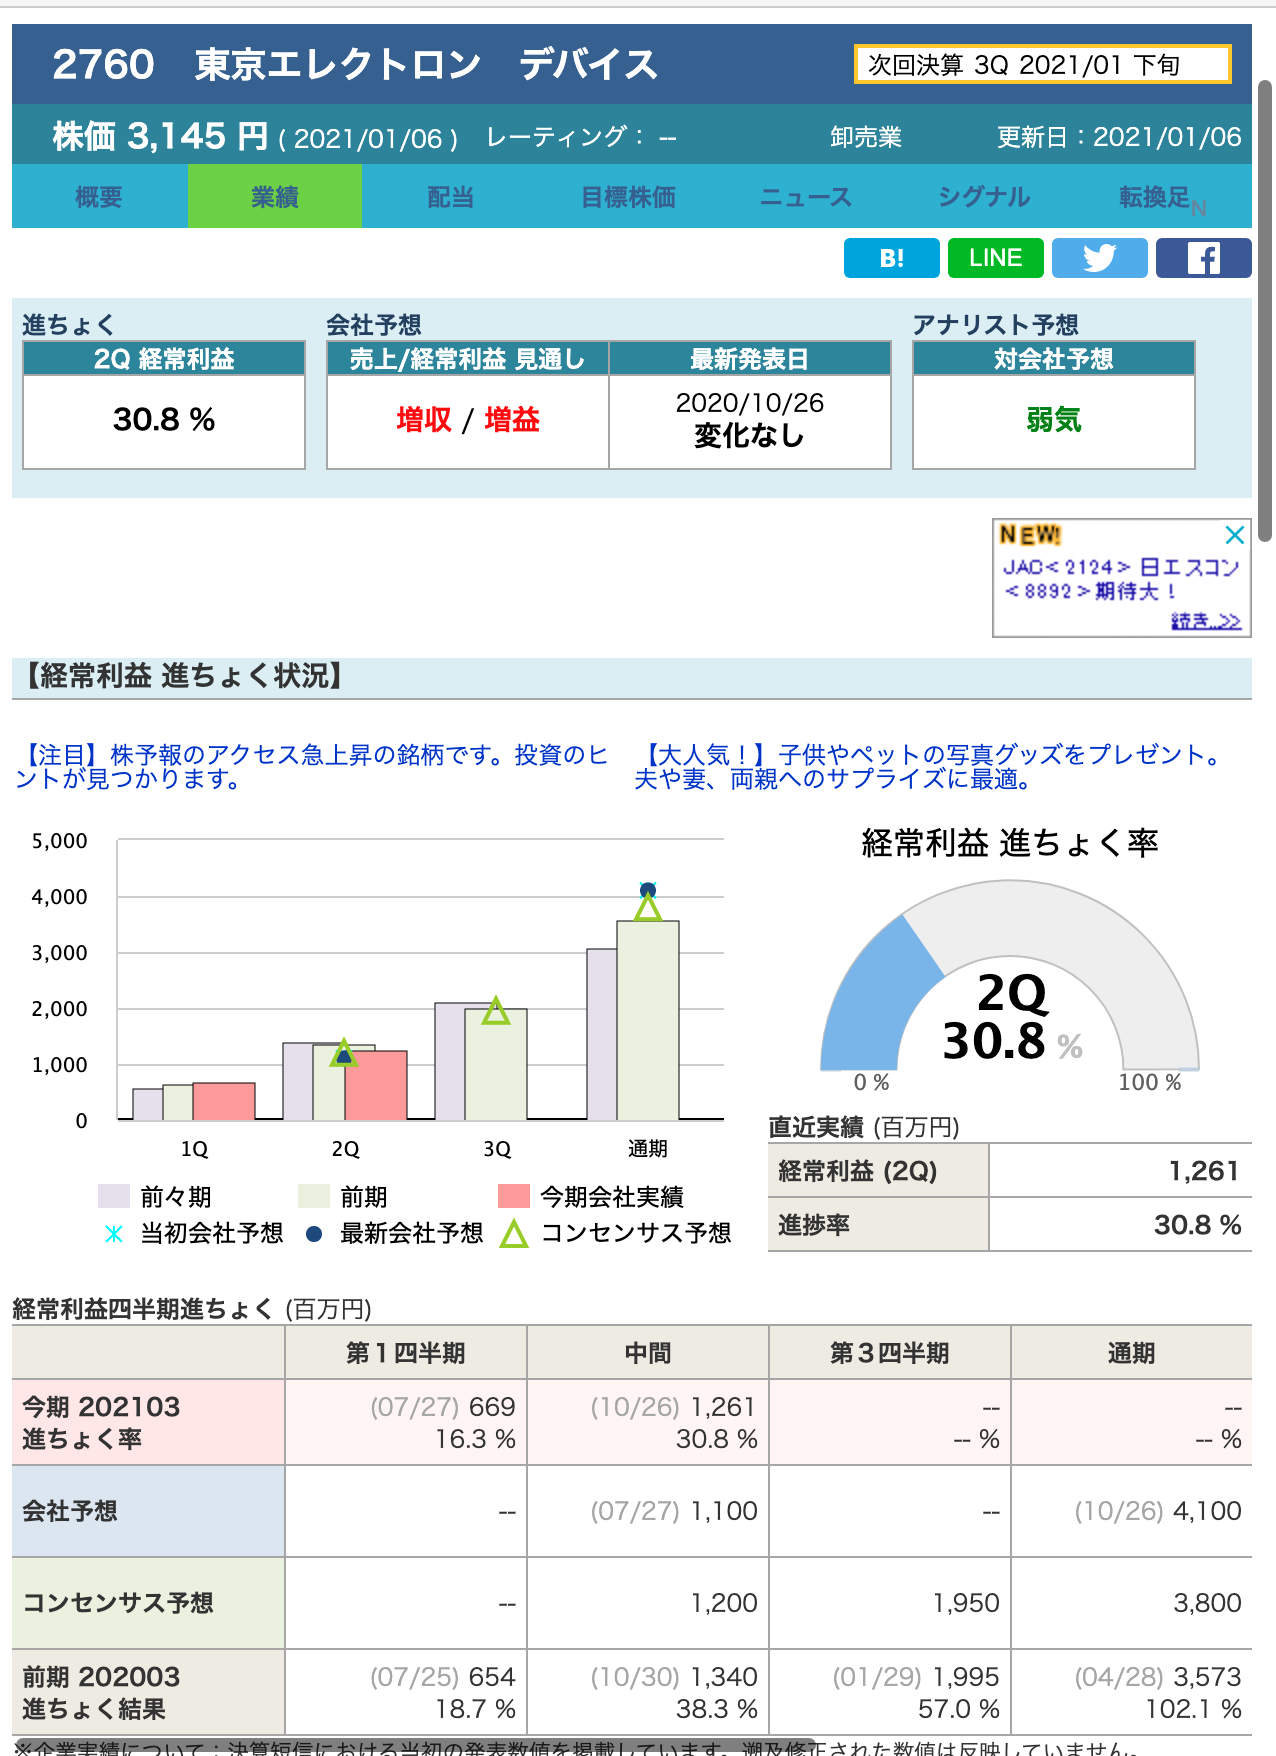 2760　東京エレクトロン　デバイス
次回決算 3Q 2021/01 下旬
株価 3,145 円 ( 2021/01/06 )　レーティング： --　卸売業　更新日：2021/01/06
概要　業績　配当　目標株価　ニュース　シグナル　転換足N
B!　LINE
進ちょく　会社予想　アナリスト予想
2Q 経常利益　売上/経常利益 見通し　最新発表日　対会社予想
30.8 %　増収 / 増益　2020/10/26　弱気
変化なし
NEW!
JAC<2124> 日エスコン
<8892>期待大！
続き..>>
【経常利益 進ちょく状況】
【注目】株予報のアクセス急上昇の銘柄です。投資のヒ
ントが見つかります。
【大人気！】子供やペットの写真グッズをプレゼント。
夫や妻、両親へのサプライズに最適。
5,000
4,000
3,000
2,000
1,000
0
1Q　2Q　3Q　通期
前々期　前期　今期会社実績
当初会社予想　最新会社予想　コンセンサス予想
経常利益 進ちょく率
2Q
30.8 %
0 %　100 %
直近実績 (百万円)
経常利益 (2Q)　1,261
進捗率　30.8 %
経常利益四半期進ちょく (百万円)
第１四半期　中間　第３四半期　通期
今期 202103　(07/27) 669　(10/26) 1,261　--　--
進ちょく率　16.3 %　30.8 %　-- %　-- %
会社予想　--　(07/27) 1,100　--　(10/26) 4,100
コンセンサス予想　--　1,200　1,950　3,800
前期 202003　(07/25) 654　(10/30) 1,340　(01/29) 1,995　(04/28) 3,573
進ちょく結果　18.7 %　38.3 %　57.0 %　102.1 %
※企業実績について：決算短信における当初の発表数値を掲載しています。遡及修正された数値は反映していません。